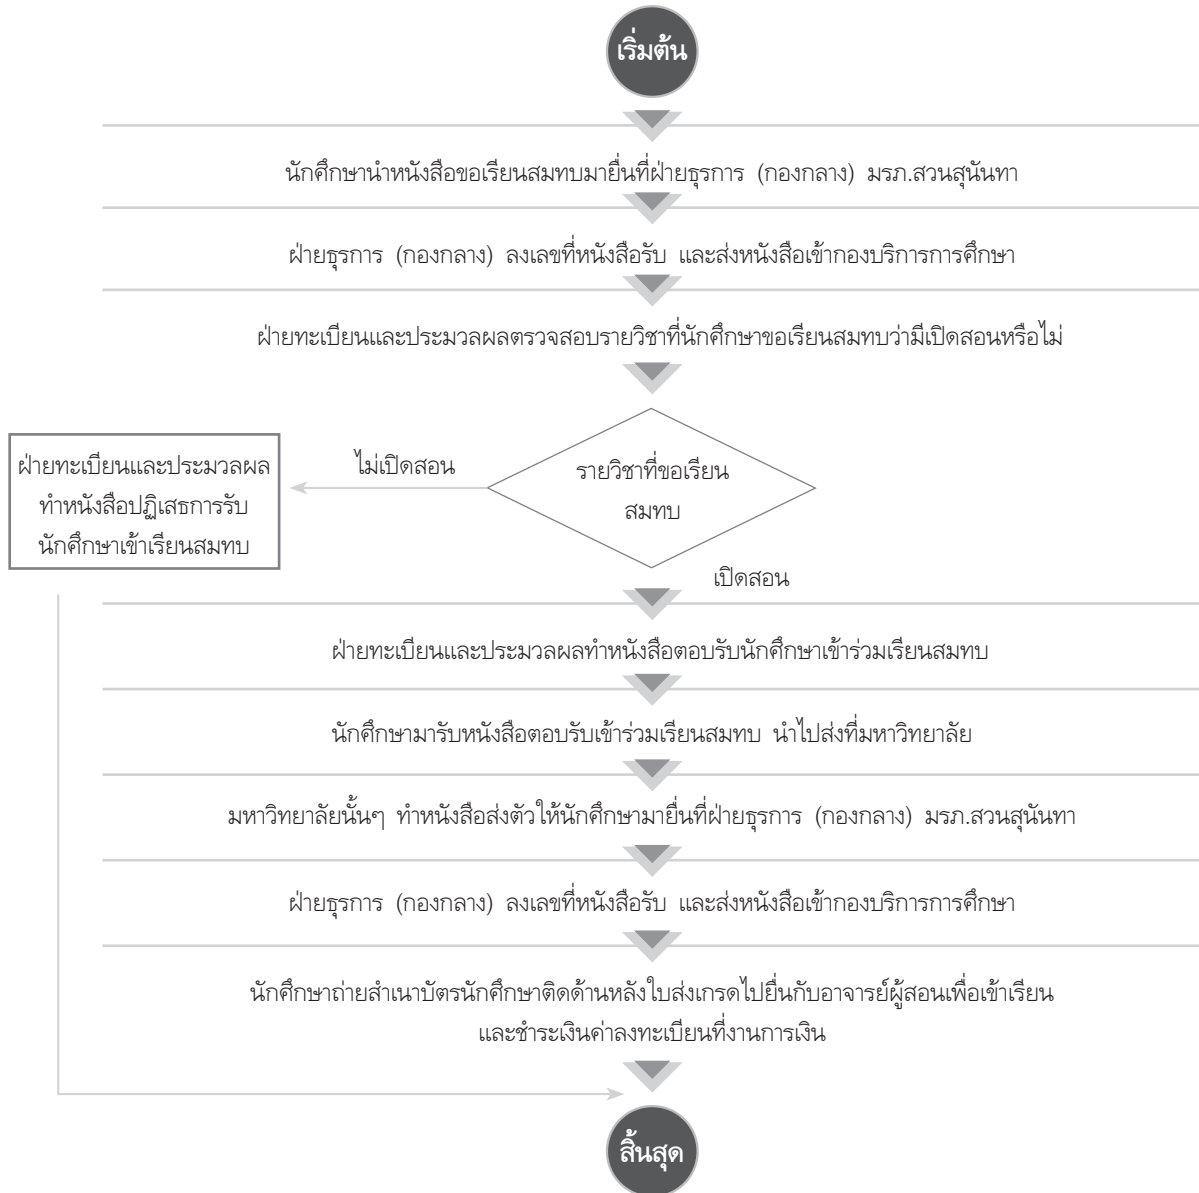 เริ่มต้น
นักศึกษานำหนังสือขอเรียนสมทบมายื่นที่ฝ่ายธุรการ (กองกลาง) มรภ.สวนสุนันทา
ฝ่ายธุรการ (กองกลาง) ลงเลขที่หนังสือรับ และส่งหนังสือเข้ากองบริการการศึกษา
ฝ่ายทะเบียนและประมวลผลตรวจสอบรายวิชาที่นักศึกษาขอเรียนสมทบว่ามีเปิดสอนหรือไม่
รายวิชาที่ขอเรียน
สมทบ
ไม่เปิดสอน
ฝ่ายทะเบียนและประมวลผล
ทำหนังสือปฏิเสธการรับ
นักศึกษาเข้าเรียนสมทบ
เปิดสอน
ฝ่ายทะเบียนและประมวลผลทำหนังสือตอบรับนักศึกษาเข้าร่วมเรียนสมทบ
นักศึกษามารับหนังสือตอบรับเข้าร่วมเรียนสมทบ นำไปส่งที่มหาวิทยาลัย
มหาวิทยาลัยนั้นๆ ทำหนังสือส่งตัวให้นักศึกษามายื่นที่ฝ่ายธุรการ (กองกลาง) มรภ.สวนสุนันทา
ฝ่ายธุรการ (กองกลาง) ลงเลขที่หนังสือรับ และส่งหนังสือเข้ากองบริการการศึกษา
นักศึกษาถ่ายสำเนาบัตรนักศึกษาติดด้านหลังใบส่งเกรดไปยื่นกับอาจารย์ผู้สอนเพื่อเข้าเรียน
และชำระเงินค่าลงทะเบียนที่งานการเงิน
สิ้นสุด